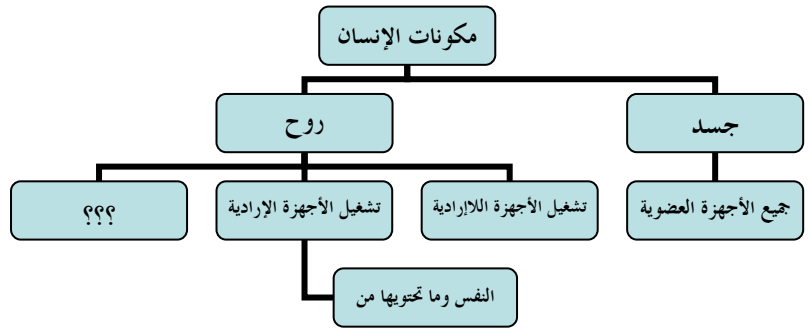 مكونات الإنسان
جسد
روح
جميع الأجهزة العضوية
تشغيل الأجهزة اللاإرادية
تشغيل الأجهزة الإرادية
؟؟؟
النفس وما تحتويها من